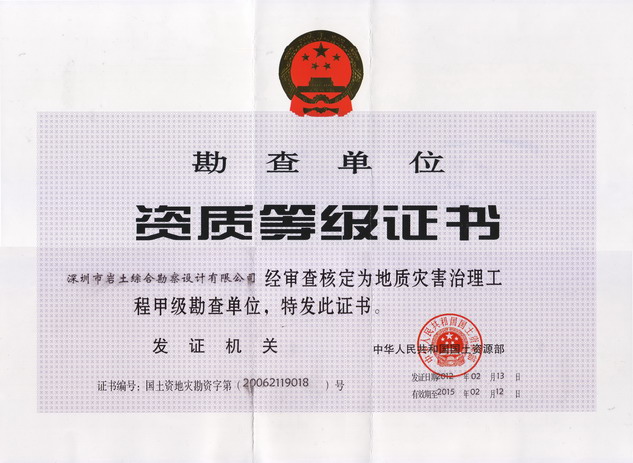 勘查单位
资质等级证书
深圳市岩土综合勘察设计有限公司 经审查核定为地质灾害治理工
程甲级勘查单位，特发此证书。
发证机关 中华人民共和国国土资源部
发证日期2012 年02 月13 日
证书编号：国土资地灾勘资字第（20062119018）号
有效期至2015 年02 月12 日